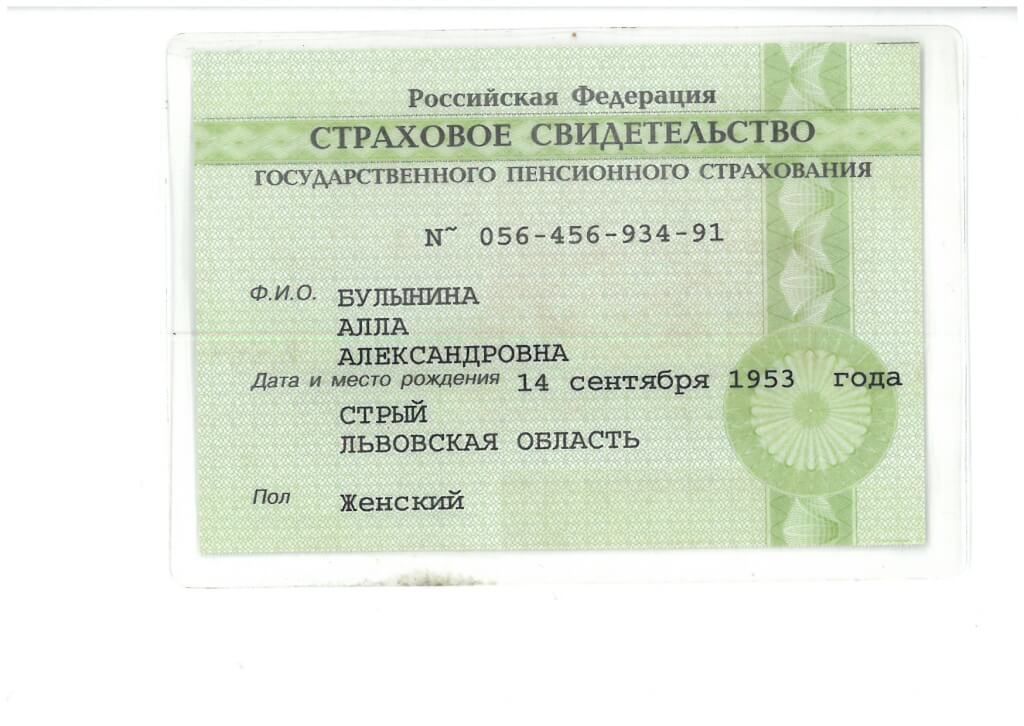 Российская Федерация
СТРАХОВОЕ СВИДЕТЕЛЬСТВО
ГОСУДАРСТВЕННОГО ПЕНСИОННОГО СТРАХОВАНИЯ
N~ 056-456-934-91
Ф.И.О. БУЛЫНИНА
АЛЛА
АЛЕКСАНДРОВНА
Дата и место рождения 14 сентября 1953 года
СТРЫЙ
ЛЬВОВСКАЯ ОБЛАСТЬ
Пол Женский